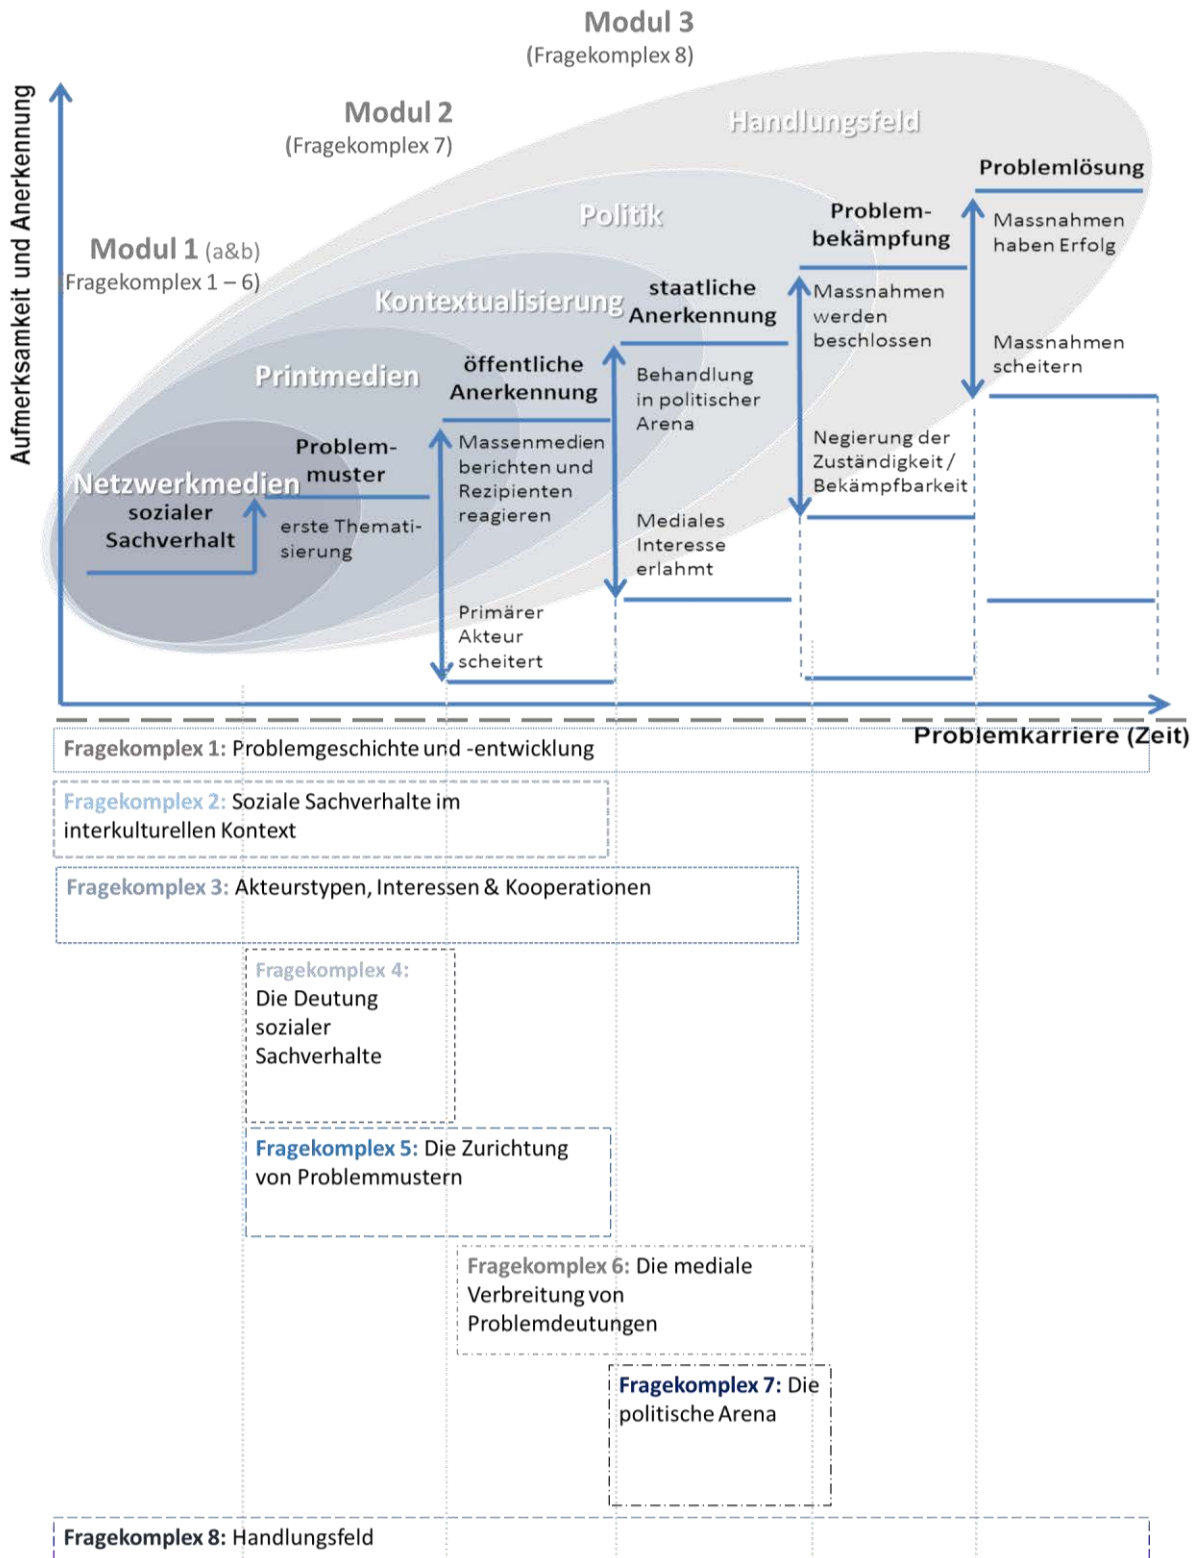 Modul 3
(Fragekomplex 8)
Modul 2
(Fragekomplex 7)
Modul 1 (a&b)
(Fragekomplex 1 – 6)
Aufmerksamkeit und Anerkennung
Handlungsfeld
Politik
Kontextualisierung
Printmedien
Netzwerkmedien
sozialer
Sachverhalt
Problem-
muster
erste Themati-
sierung
öffentliche
Anerkennung
Massenmedien
berichten und
Rezipienten
reagieren
Primärer
Akteur
scheitert
staatliche
Anerkennung
Behandlung
in politischer
Arena
Mediales
Interesse
erlahmt
Problem-
bekämpfung
Massnahmen
werden
beschlossen
Negierung der
Zuständigkeit /
Bekämpfbarkeit
Problemlösung
Massnahmen
haben Erfolg
Massnahmen
scheitern
Problemkarriere (Zeit)
Fragekomplex 1: Problemgeschichte und -entwicklung
Fragekomplex 2: Soziale Sachverhalte im
interkulturellen Kontext
Fragekomplex 3: Akteurstypen, Interessen & Kooperationen
Fragekomplex 4:
Die Deutung
sozialer
Sachverhalte
Fragekomplex 5: Die Zurichtung
von Problemmustern
Fragekomplex 6: Die mediale
Verbreitung von
Problemdeutungen
Fragekomplex 7: Die
politische Arena
Fragekomplex 8: Handlungsfeld